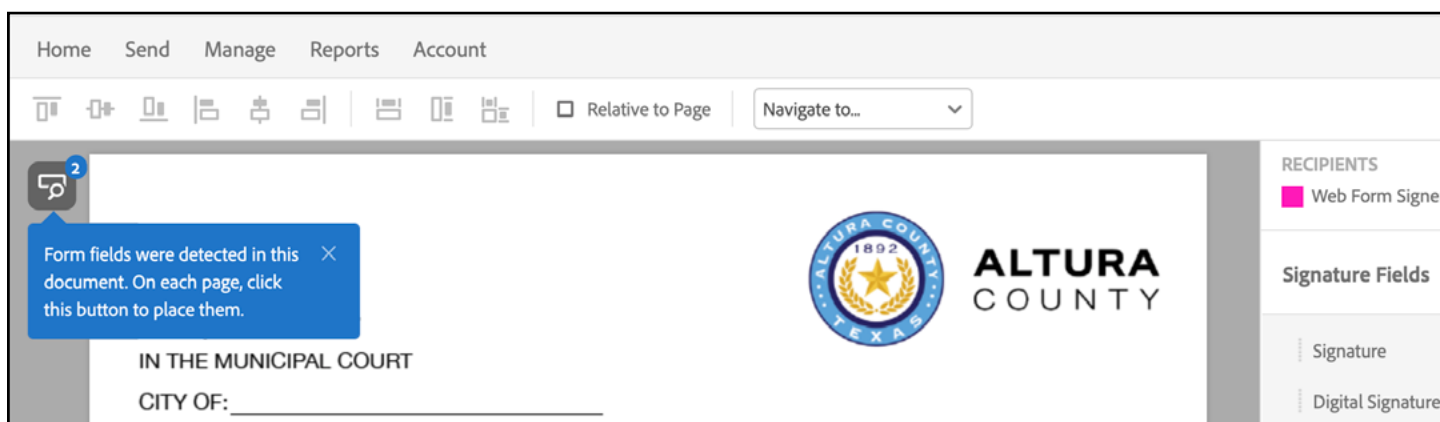 Home Send Manage Reports Account
Relative to Page Navigate to...
2
Form fields were detected in this
document. On each page, click
this button to place them.
ALTURA COUNTY
1892
TEXAS
ALTURA
COUNTY
IN THE MUNICIPAL COURT
CITY OF:
RECIPIENTS
Web Form Signe
Signature Fields
Signature
Digital Signature